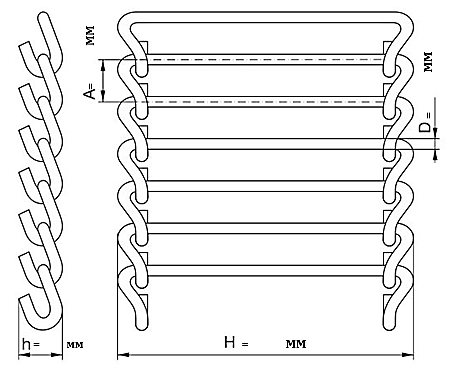 A= мм
D = мм
h= мм
H = мм